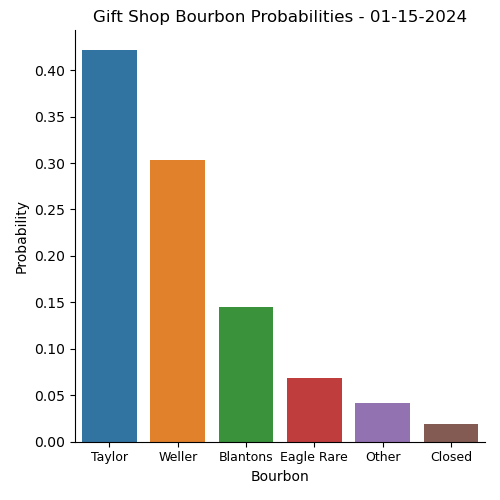 Gift Shop Bourbon Probabilities - 01-15-2024
0.40
0.35
0.30
0.25
0.20
0.15
0.10
0.05
0.00
Probability
Taylor Weller Blantons Eagle Rare Other Closed
Bourbon